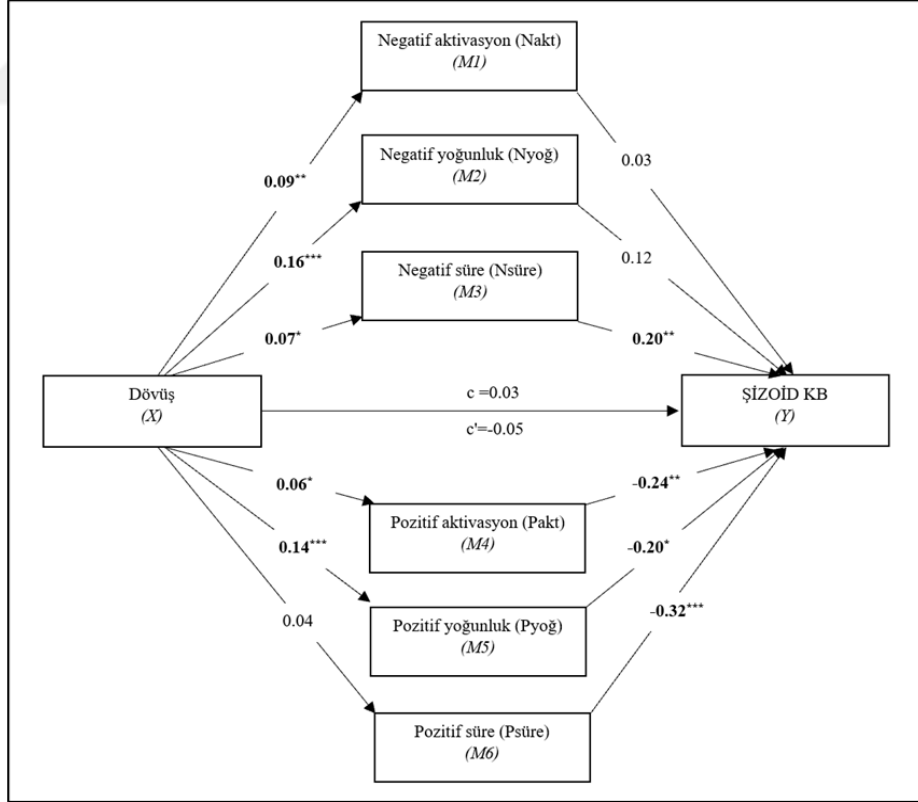 Negatif aktivasyon (Nakt)
(M1)
Negatif yoğunluk (Nyoğ)
(M2)
0.03
0.09**
0.16***
Negatif süre (Nsüre)
(M3)
0.12
0.07*
0.20**
Dövüş
(X)
c =0.03
c'=-0.05
ŞİZOİD KB
(Y)
0.06*
-0.24**
Pozitif aktivasyon (Pakt)
(M4)
0.14***
-0.20*
0.04
Pozitif yoğunluk (Pyoğ)
(M5)
-0.32***
Pozitif süre (Psüre)
(M6)